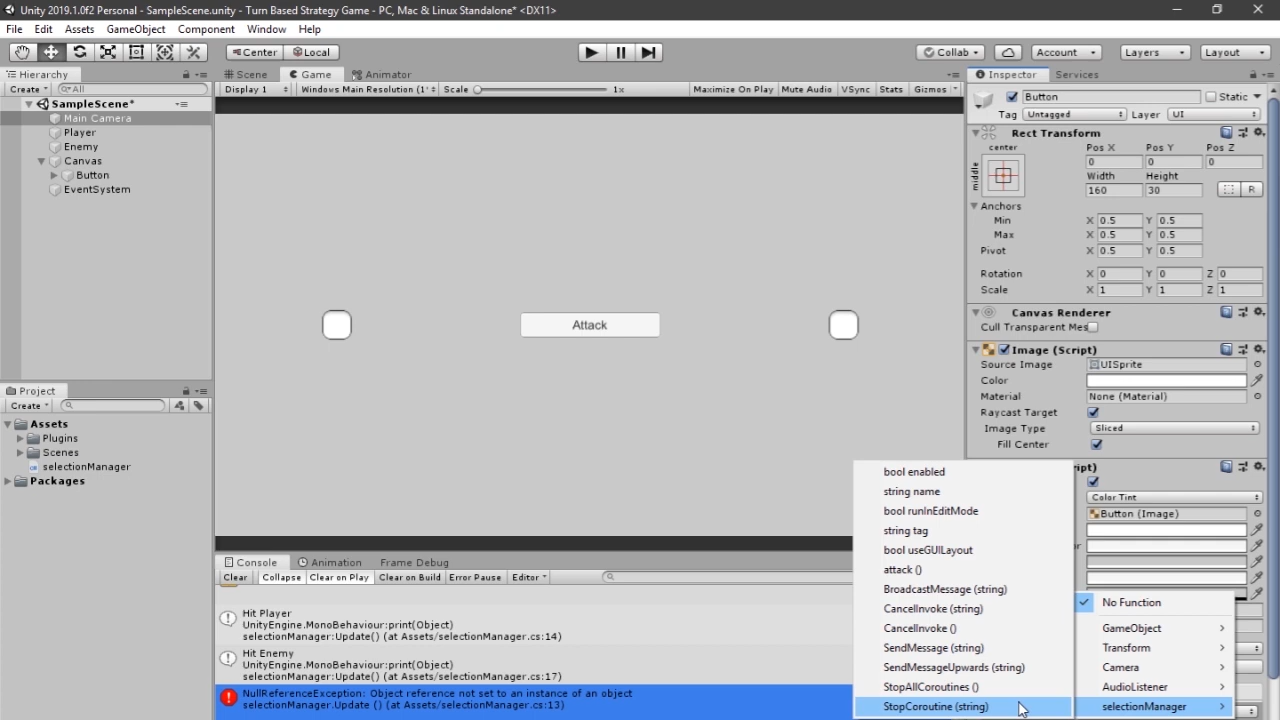 Unity 2019.1.0f2 Personal - SampleScene.unity - Turn Based Strategy Game - PC, Mac & Linux Standalone* <DX11>
File Edit Assets GameObject Component Window Help
Center Local Collab Account Layers Layout
Hierarchy
Create All
SampleScene*
Main Camera
Player
Enemy
Canvas
Button
EventSystem
Project
Create
Assets
Plugins
Scenes
selectionManager
Packages
Scene Game Animator
Display 1 Windows Main Resolution (1 Scale 1x Maximize On Play Mute Audio VSync Stats Gizmos
Attack
Console Animation Frame Debug
Clear Collapse Clear on Play Clear on Build Error Pause Editor
Hit Player
UnityEngine.MonoBehaviour:print(Object)
selectionManager:Update() (at Assets/selectionManager.cs:14)
Hit Enemy
UnityEngine.MonoBehaviour:print(Object)
selectionManager:Update() (at Assets/selectionManager.cs:17)
NullReferenceException: Object reference not set to an instance of an object
selectionManager.Update () (at Assets/selectionManager.cs:13)
Inspector Services
Button Static
Tag Untagged Layer UI
Rect Transform
center Pos X Pos Y Pos Z
middle 0 0 0
Width Height
160 30 R
Anchors
Min X 0.5 Y 0.5
Max X 0.5 Y 0.5
Pivot X 0.5 Y 0.5
Rotation X 0 Y 0 Z 0
Scale X 1 Y 1 Z 1
Canvas Renderer
Cull Transparent Mes
Image (Script)
Source Image UISprite
Color
Material None (Material)
Raycast Target
Image Type Sliced
Fill Center
ript)
Color Tint
Button (Image)
or
bool enabled
string name
bool runInEditMode
string tag
bool useGUILayout
attack ()
BroadcastMessage (string)
CancelInvoke (string)
CancelInvoke ()
SendMessage (string)
SendMessageUpwards (string)
StopAllCoroutines ()
StopCoroutine (string)
No Function
GameObject
Transform
Camera
AudioListener
selectionManager